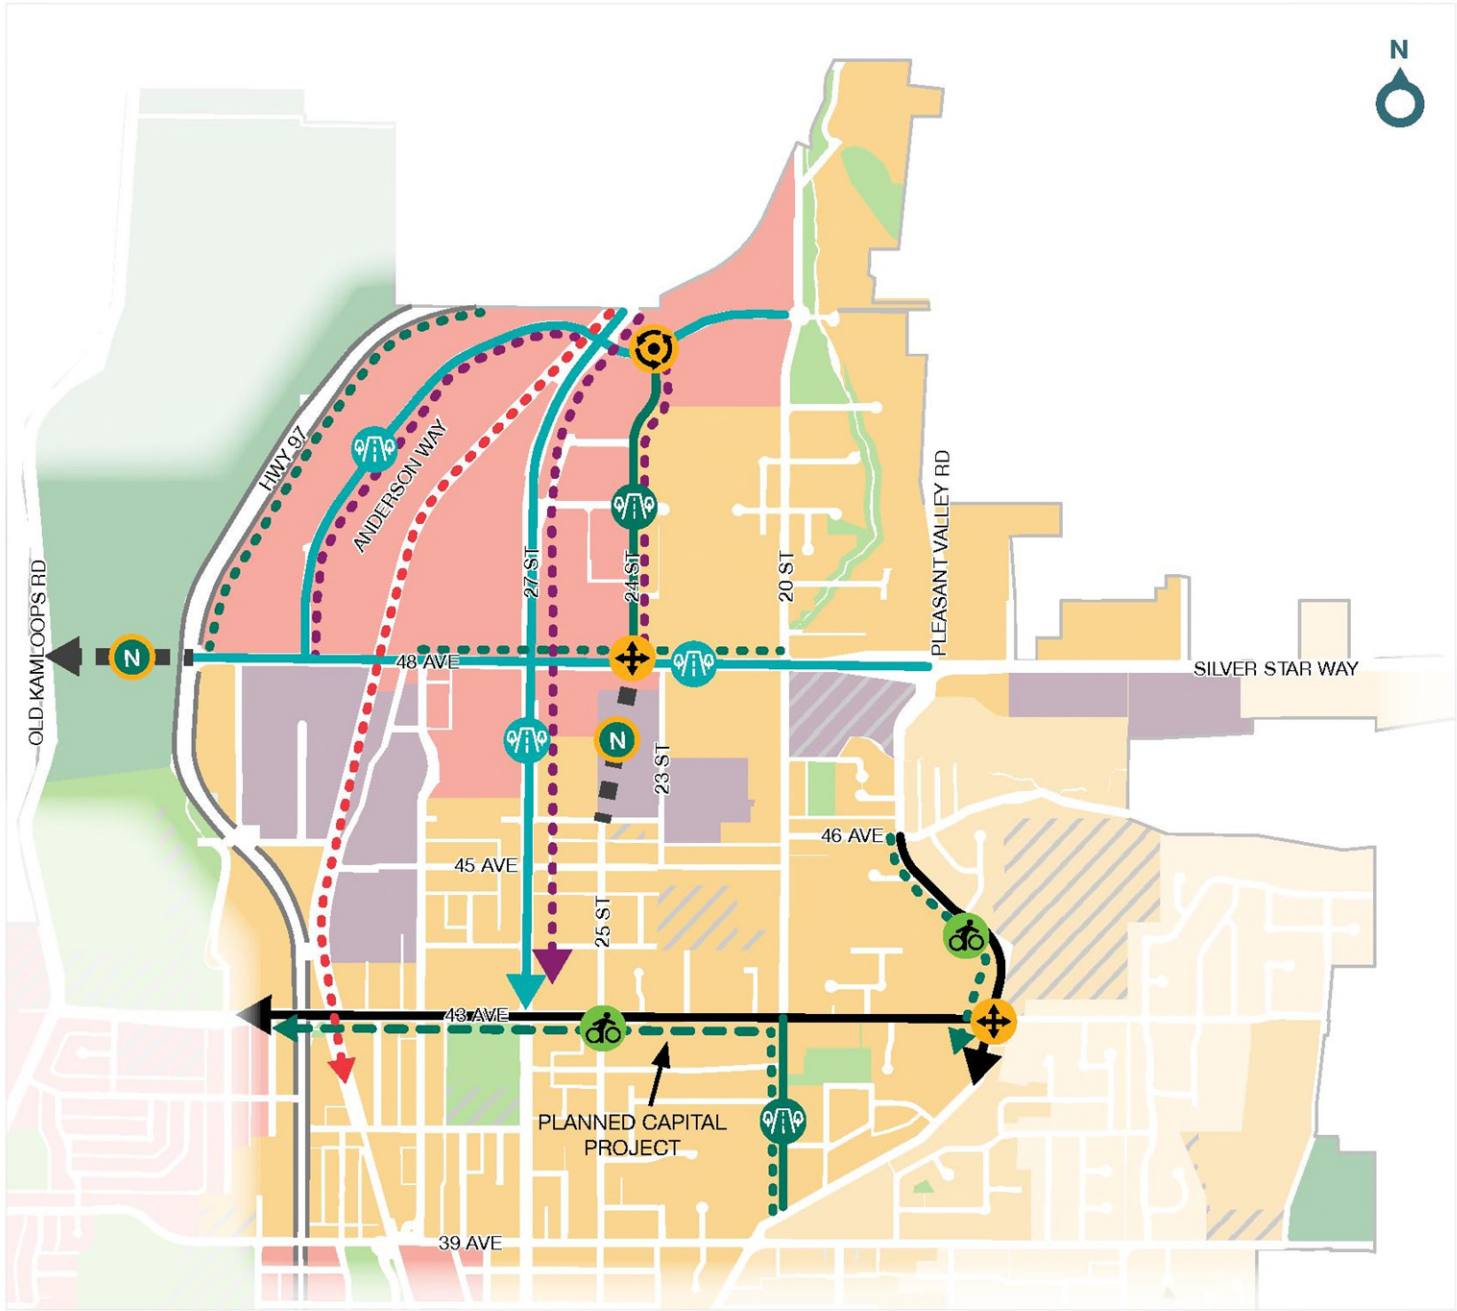 N
HWY 97
ANDERSON WAY
27 ST
24 ST
20 ST
PLEASANT VALLEY RD
OLD KAMLOOPS RD
N
48 AVE
SILVER STAR WAY
N
23 ST
46 AVE
45 AVE
25 ST
43 AVE
PLANNED CAPITAL
PROJECT
39 AVE